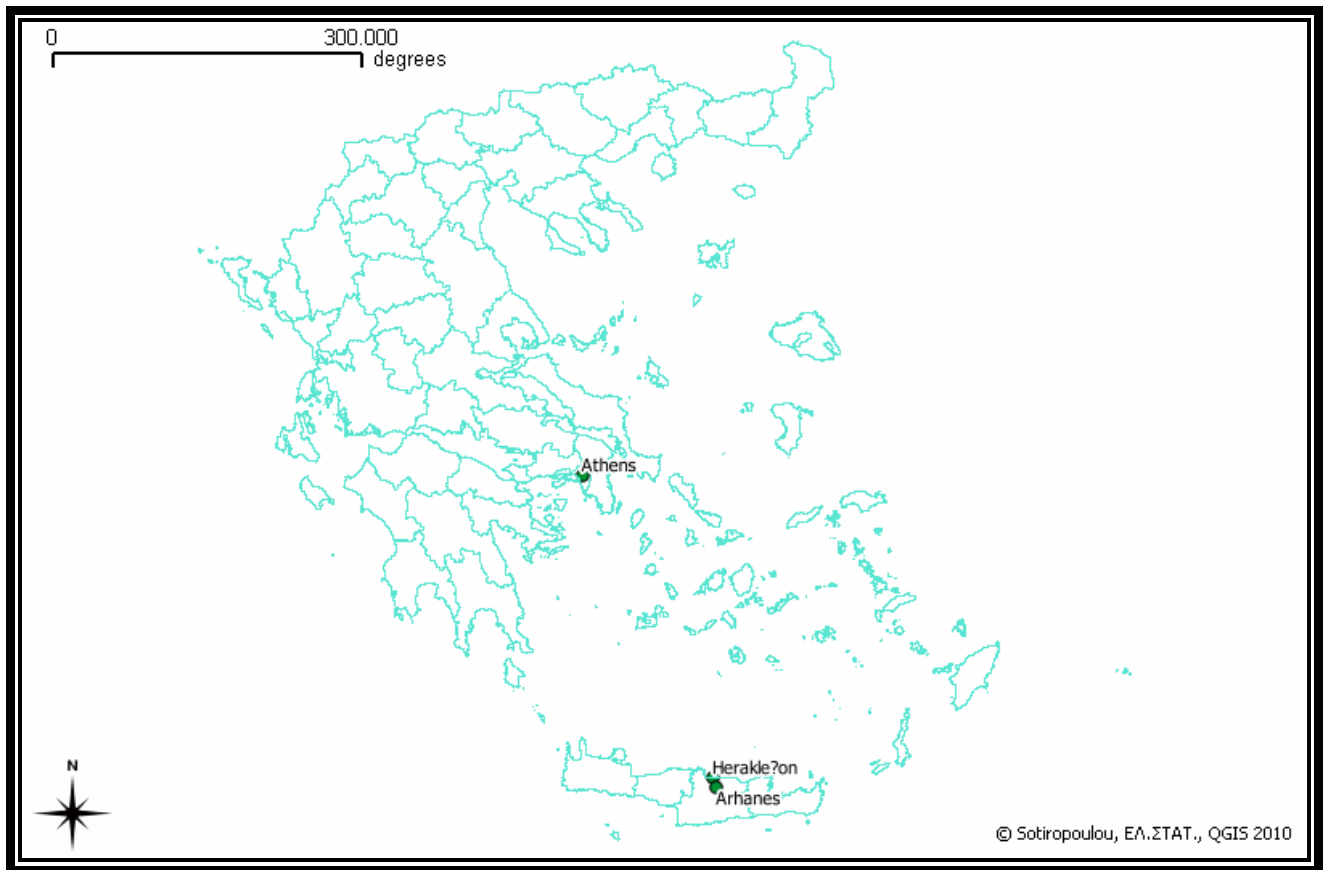 0 300.000
degrees
Athens
Herakle?on
Arhanes
N
© Sotiropoulou, ΕΛ.ΣΤΑΤ., QGIS 2010